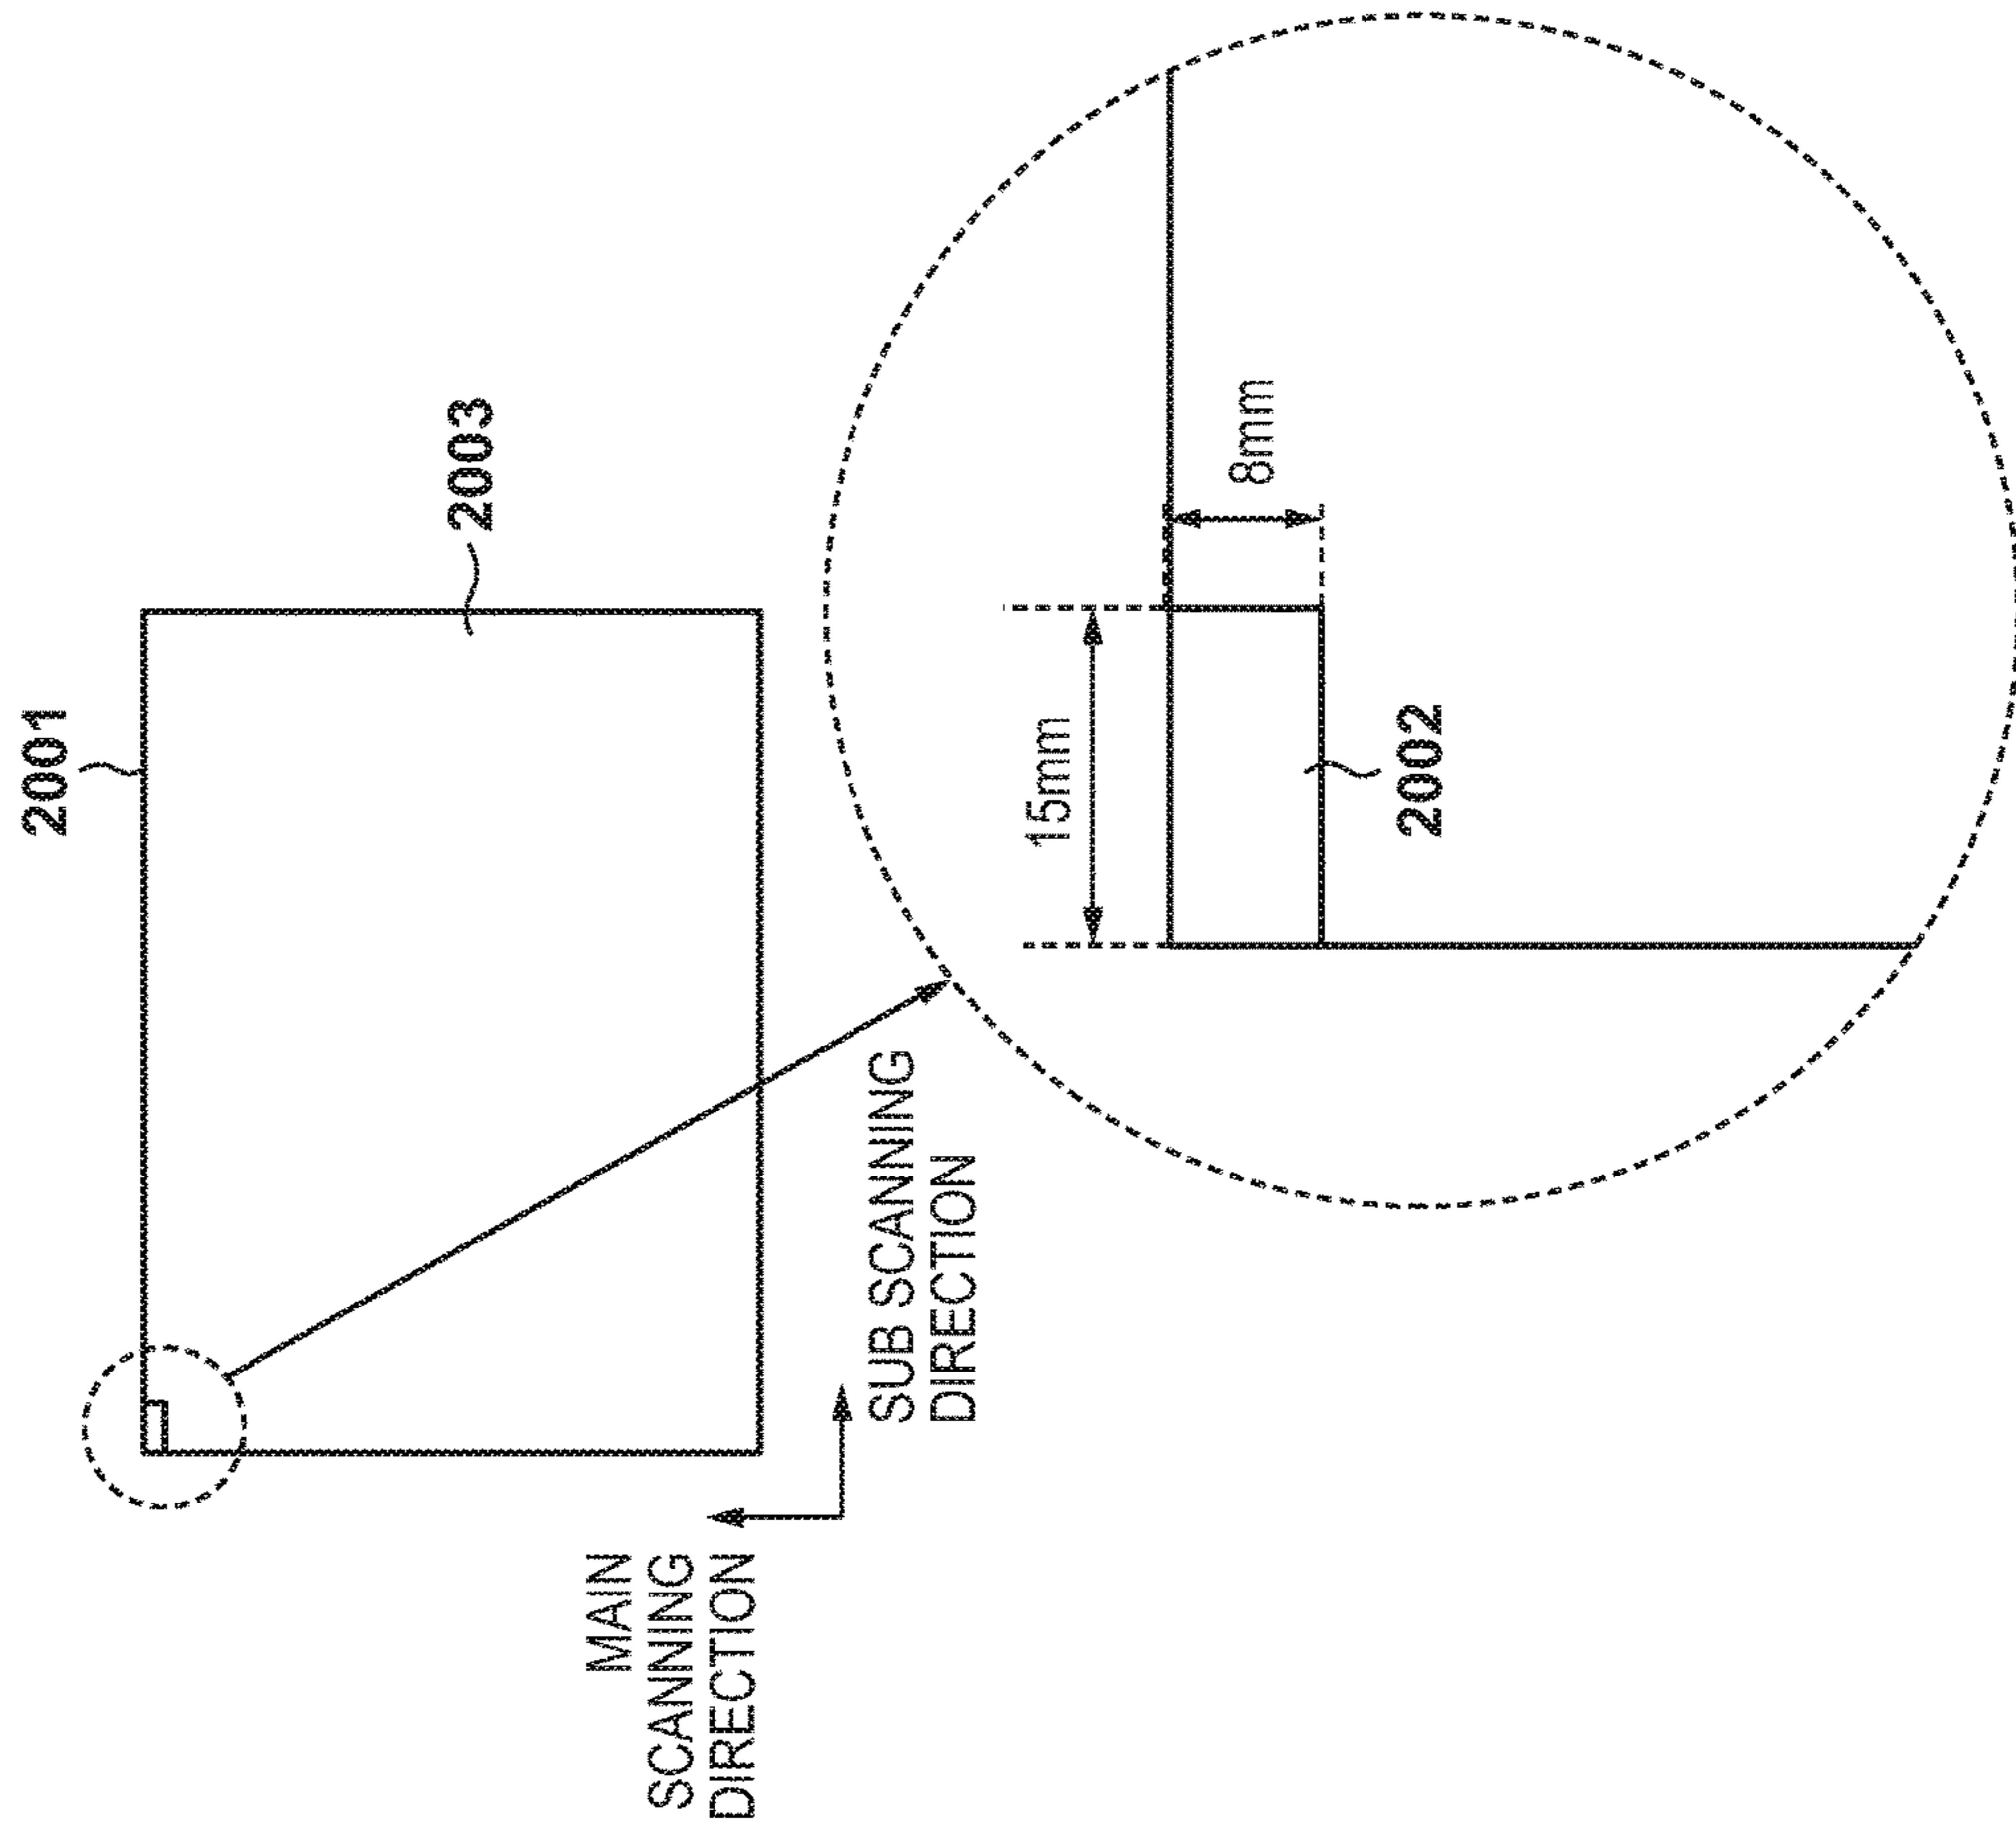 2001
2003
MAIN
SCANNING
DIRECTION
SUB SCANNING
DIRECTION
15mm
8mm
2002